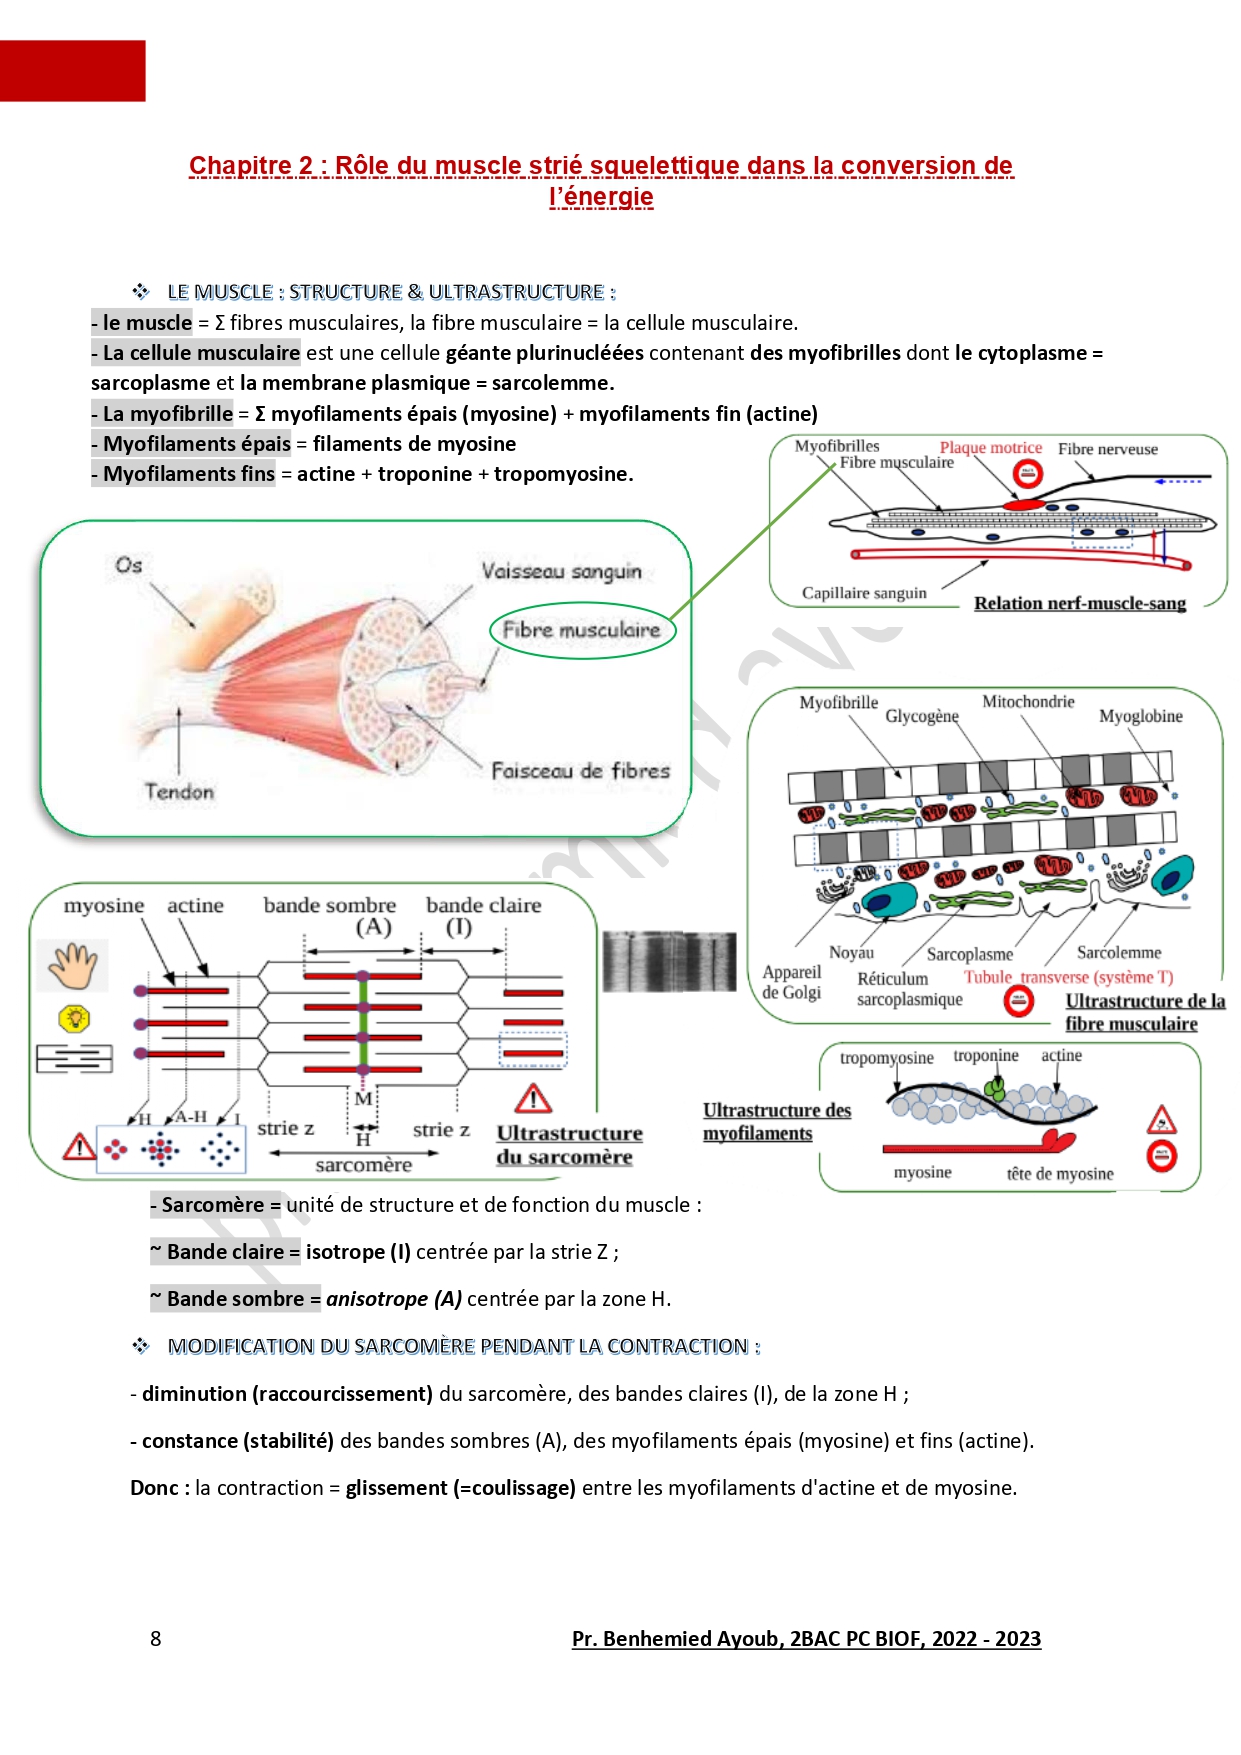 Chapitre 2 : Rôle du muscle strié squelettique dans la conversion de
l’énergie
❖ LE MUSCLE : STRUCTURE & ULTRASTRUCTURE :
- le muscle = Σ fibres musculaires, la fibre musculaire = la cellule musculaire.
- La cellule musculaire est une cellule géante plurinucléées contenant des myofibrilles dont le cytoplasme =
sarcoplasme et la membrane plasmique = sarcolemme.
- La myofibrille = Σ myofilaments épais (myosine) + myofilaments fin (actine)
- Myofilaments épais = filaments de myosine
- Myofilaments fins = actine + troponine + tropomyosine.
Myofibrilles
Plaque motrice
Fibre nerveuse
Fibre musculaire
Capillaire sanguin
Relation nerf-muscle-sang
Os
Vaisseau sanguin
Fibre musculaire
Faisceau de fibres
Tendon
Myofibrille
Glycogène
Mitochondrie
Myoglobine
Noyau
Sarcoplasme
Sarcolemme
Appareil
de Golgi
Réticulum
sarcoplasmique
Tubule transverse (système T)
Ultrastructure de la
fibre musculaire
myosine
actine
bande sombre
(A)
bande claire
(I)
M
H
A-H
I
strie z
H
strie z
sarcomère
Ultrastructure
du sarcomère
tropomyosine
troponine
actine
Ultrastructure des
myofilaments
myosine
tête de myosine
- Sarcomère = unité de structure et de fonction du muscle :
~ Bande claire = isotrope (I) centrée par la strie Z ;
~ Bande sombre = anisotrope (A) centrée par la zone H.
❖ MODIFICATION DU SARCOMÈRE PENDANT LA CONTRACTION :
- diminution (raccourcissement) du sarcomère, des bandes claires (I), de la zone H ;
- constance (stabilité) des bandes sombres (A), des myofilaments épais (myosine) et fins (actine).
Donc : la contraction = glissement (=coulissage) entre les myofilaments d'actine et de myosine.
8
Pr. Benhemied Ayoub, 2BAC PC BIOF, 2022 - 2023